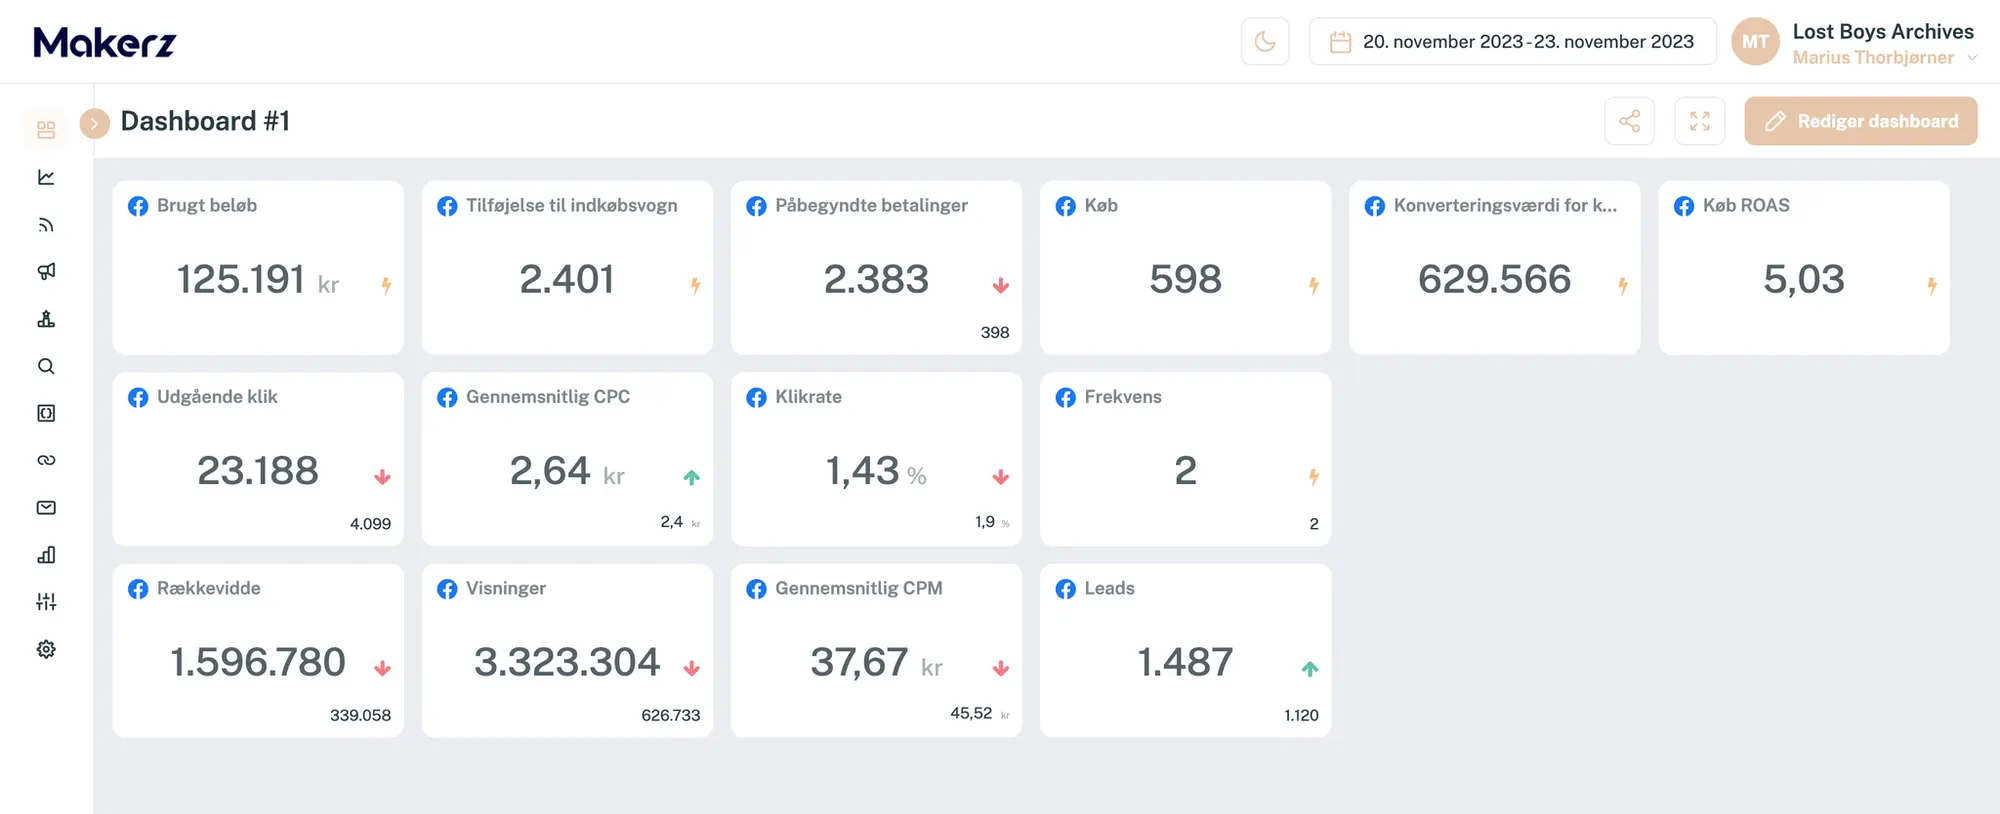 Makerz
20. november 2023 - 23. november 2023
MT
Lost Boys Archives
Marius Thorbjørner
Dashboard #1
Rediger dashboard
Brugt beløb
125.191 kr
Tilføjelse til indkøbsvogn
2.401
Påbegyndte betalinger
2.383
398
Køb
598
Konverteringsværdi for k...
629.566
Køb ROAS
5,03
Udgående klik
23.188
4.099
Gennemsnitlig CPC
2,64 kr
2,4 kr
Klikrate
1,43 %
1,9 %
Frekvens
2
2
Rækkevidde
1.596.780
339.058
Visninger
3.323.304
626.733
Gennemsnitlig CPM
37,67 kr
45,52 kr
Leads
1.487
1.120